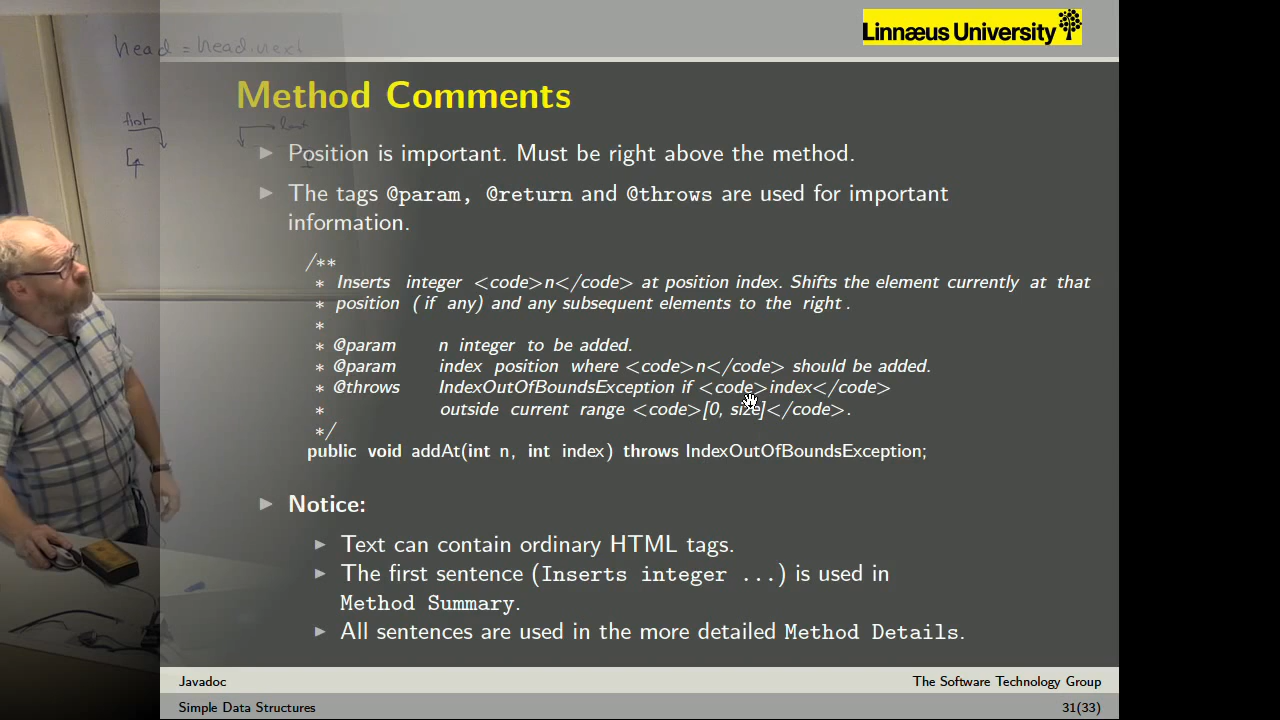 Linnæus University
head = head.next
Method Comments
first
Position is important. Must be right above the method.
The tags @param, @return and @throws are used for important
information.
/**
* Inserts integer <code>n</code> at position index. Shifts the element currently at that
* position (if any) and any subsequent elements to the right.
*
* @param n integer to be added.
* @param index position where <code>n</code> should be added.
* @throws IndexOutOfBoundsException if <code>index</code>
* outside current range <code>[0, size]</code>.
*/
public void addAt(int n, int index) throws IndexOutOfBoundsException;
Notice:
Text can contain ordinary HTML tags.
The first sentence (Inserts integer ...) is used in
Method Summary.
All sentences are used in the more detailed Method Details.
Javadoc
The Software Technology Group
Simple Data Structures
31(33)